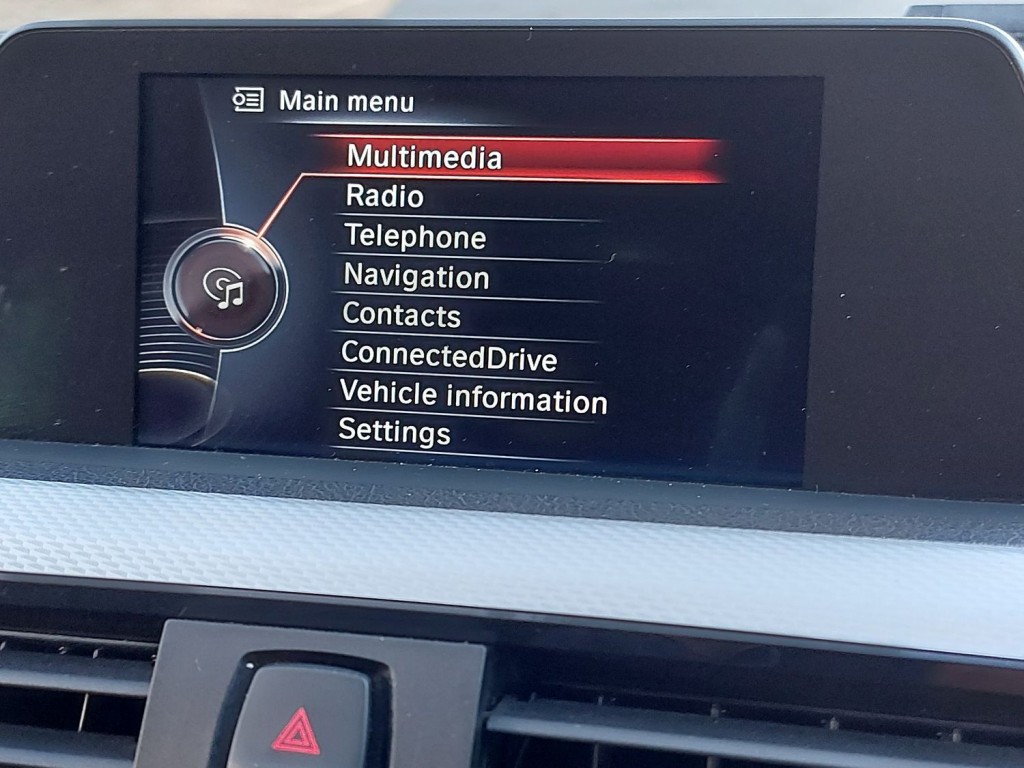 Main menu
Multimedia
Radio
Telephone
Navigation
Contacts
ConnectedDrive
Vehicle information
Settings